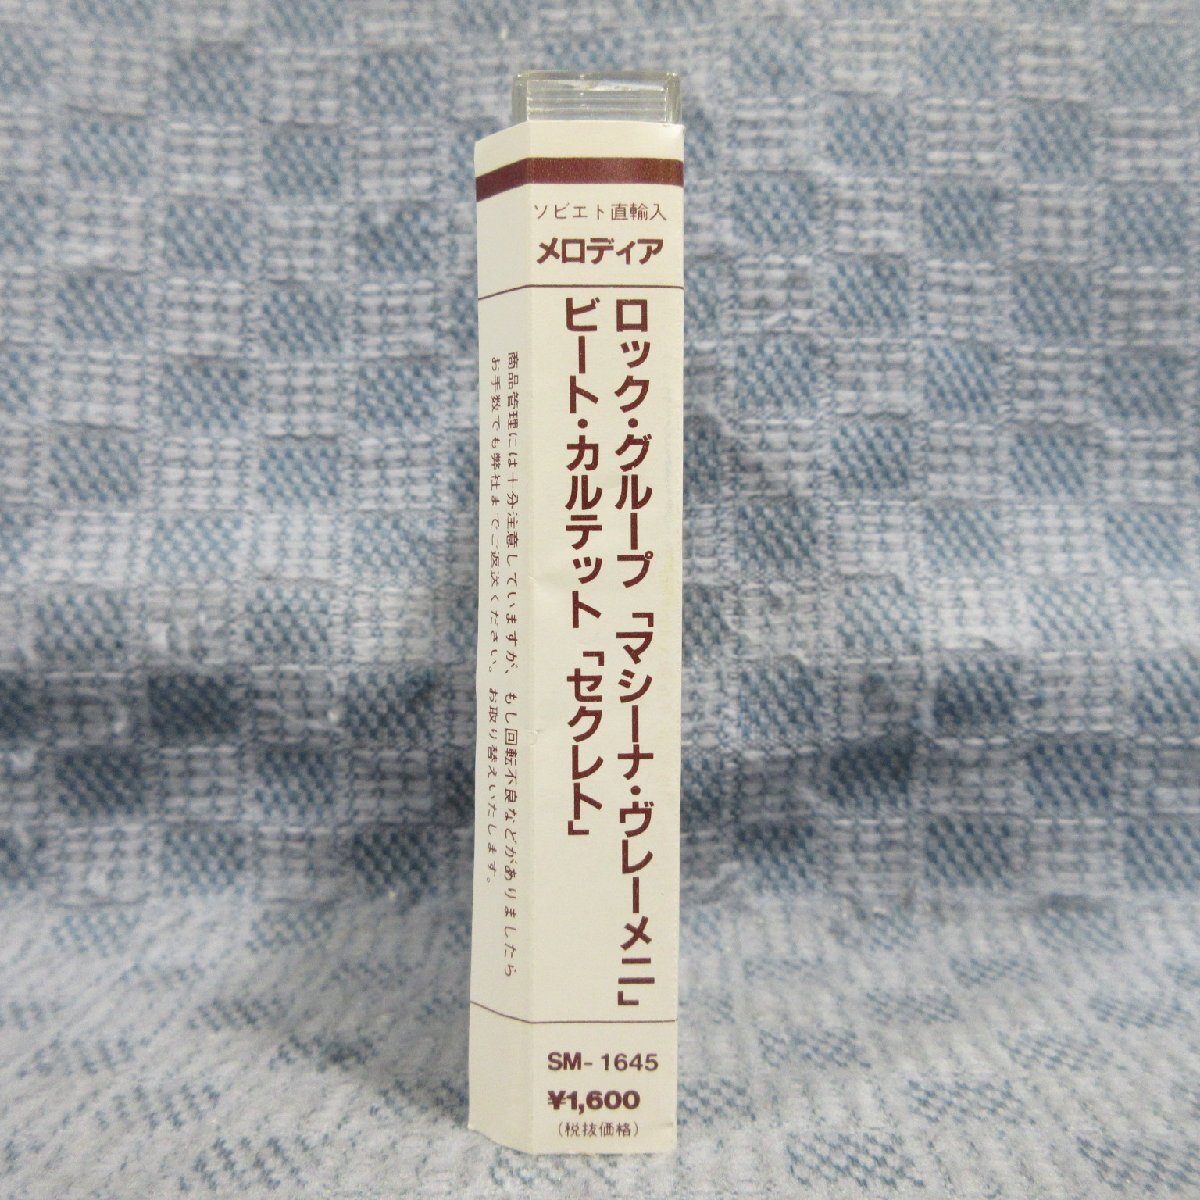 ソビエト直輸入
メロディア
ロック・グループ「マシーナ・ヴレーメニ」
ビート・カルテット「セクレト」
SM-1645
¥1,600
(税抜価格)
商品管理には十分注意していますが、もし回転不良などがありましたら
お手数でも弊社までご返送ください。お取り替えいたします。